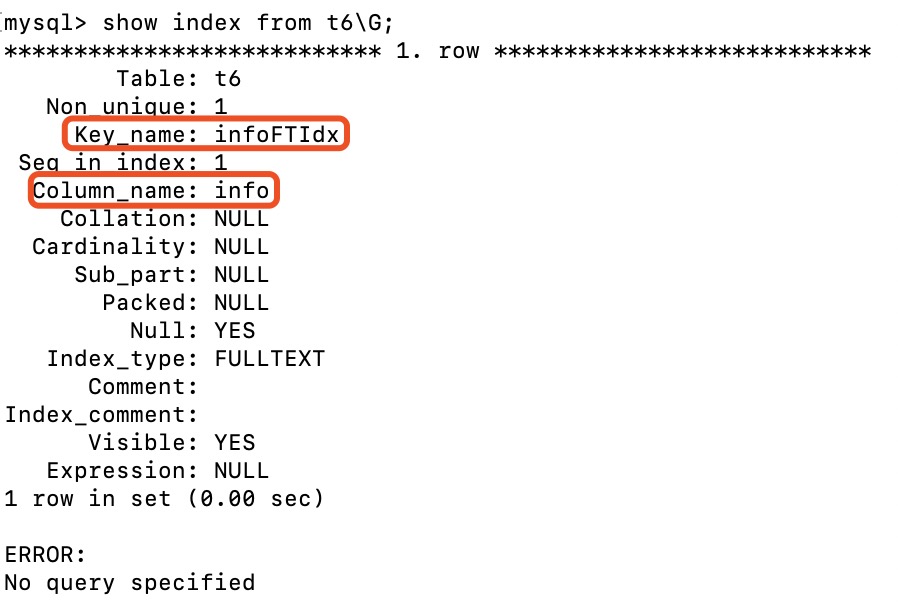 mysql> show index from t6\G;
*************************** 1. row ***************************
Table: t6
Non_unique: 1
Key_name: infoFTIdx
Seq_in_index: 1
Column_name: info
Collation: NULL
Cardinality: NULL
Sub_part: NULL
Packed: NULL
Null: YES
Index_type: FULLTEXT
Comment:
Index_comment:
Visible: YES
Expression: NULL
1 row in set (0.00 sec)
ERROR:
No query specified